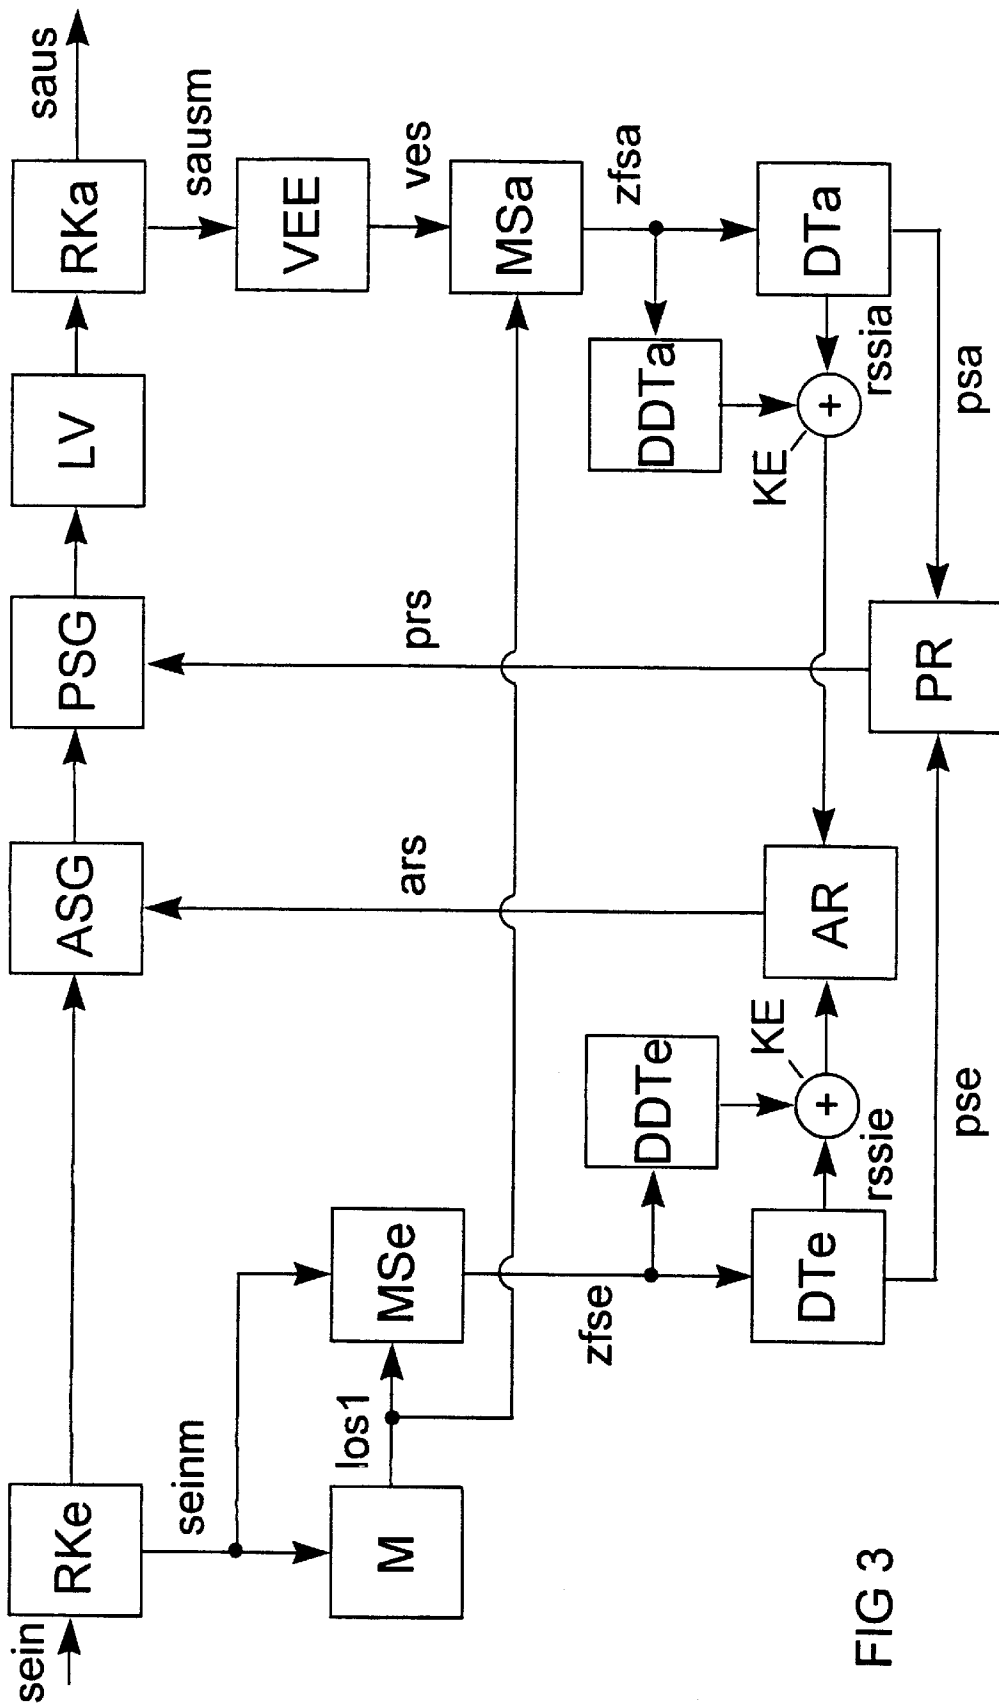 sein
RKe
ASG
PSG
LV
RKa
saus
seinm
sausm
VEE
ves
M
los1
MSe
ars
prs
MSa
zfse
zfsa
DDTe
DDTa
DTe
rssie
KE
AR
KE
rssia
DTa
pse
PR
psa
FIG 3
+
+